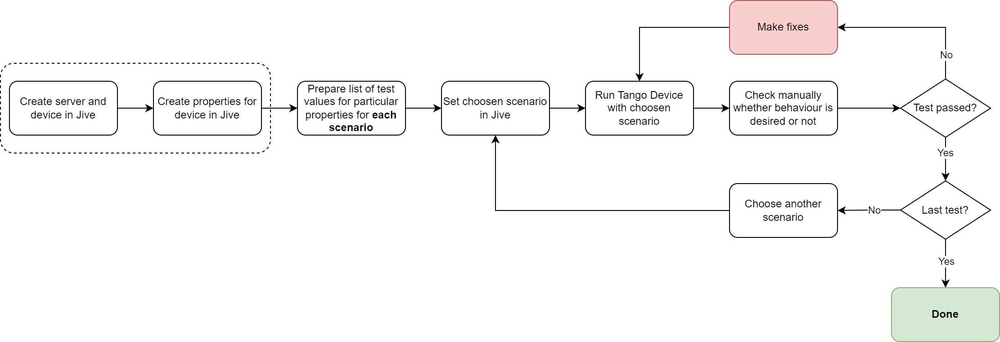 Make fixes
No
Create server and
device in Jive
Create properties for
device in Jive
Prepare list of test
values for particular
properties for each
scenario
Set choosen scenario
in Jive
Run Tango Device
with choosen
scenario
Check manually
whether behaviour is
desired or not
Test passed?
Yes
Choose another
scenario
No
Last test?
Yes
Done